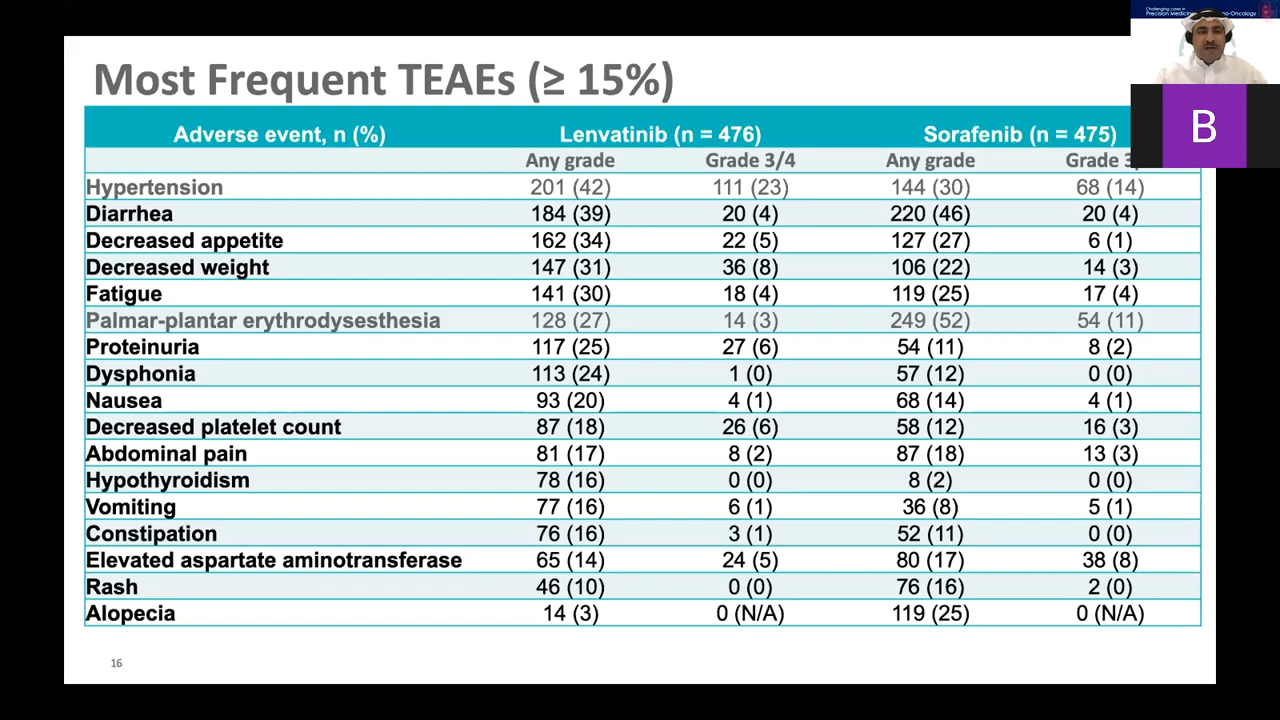 Challenging cases in
Precision Medicine
Most Frequent TEAEs (≥ 15%)
B
Adverse event, n (%) Lenvatinib (n = 476) Sorafenib (n = 475)
Any grade Grade 3/4 Any grade Grade
Hypertension 201 (42) 111 (23) 144 (30) 68 (14)
Diarrhea 184 (39) 20 (4) 220 (46) 20 (4)
Decreased appetite 162 (34) 22 (5) 127 (27) 6 (1)
Decreased weight 147 (31) 36 (8) 106 (22) 14 (3)
Fatigue 141 (30) 18 (4) 119 (25) 17 (4)
Palmar-plantar erythrodysesthesia 128 (27) 14 (3) 249 (52) 54 (11)
Proteinuria 117 (25) 27 (6) 54 (11) 8 (2)
Dysphonia 113 (24) 1 (0) 57 (12) 0 (0)
Nausea 93 (20) 4 (1) 68 (14) 4 (1)
Decreased platelet count 87 (18) 26 (6) 58 (12) 16 (3)
Abdominal pain 81 (17) 8 (2) 87 (18) 13 (3)
Hypothyroidism 78 (16) 0 (0) 8 (2) 0 (0)
Vomiting 77 (16) 6 (1) 36 (8) 5 (1)
Constipation 76 (16) 3 (1) 52 (11) 0 (0)
Elevated aspartate aminotransferase 65 (14) 24 (5) 80 (17) 38 (8)
Rash 46 (10) 0 (0) 76 (16) 2 (0)
Alopecia 14 (3) 0 (N/A) 119 (25) 0 (N/A)
16